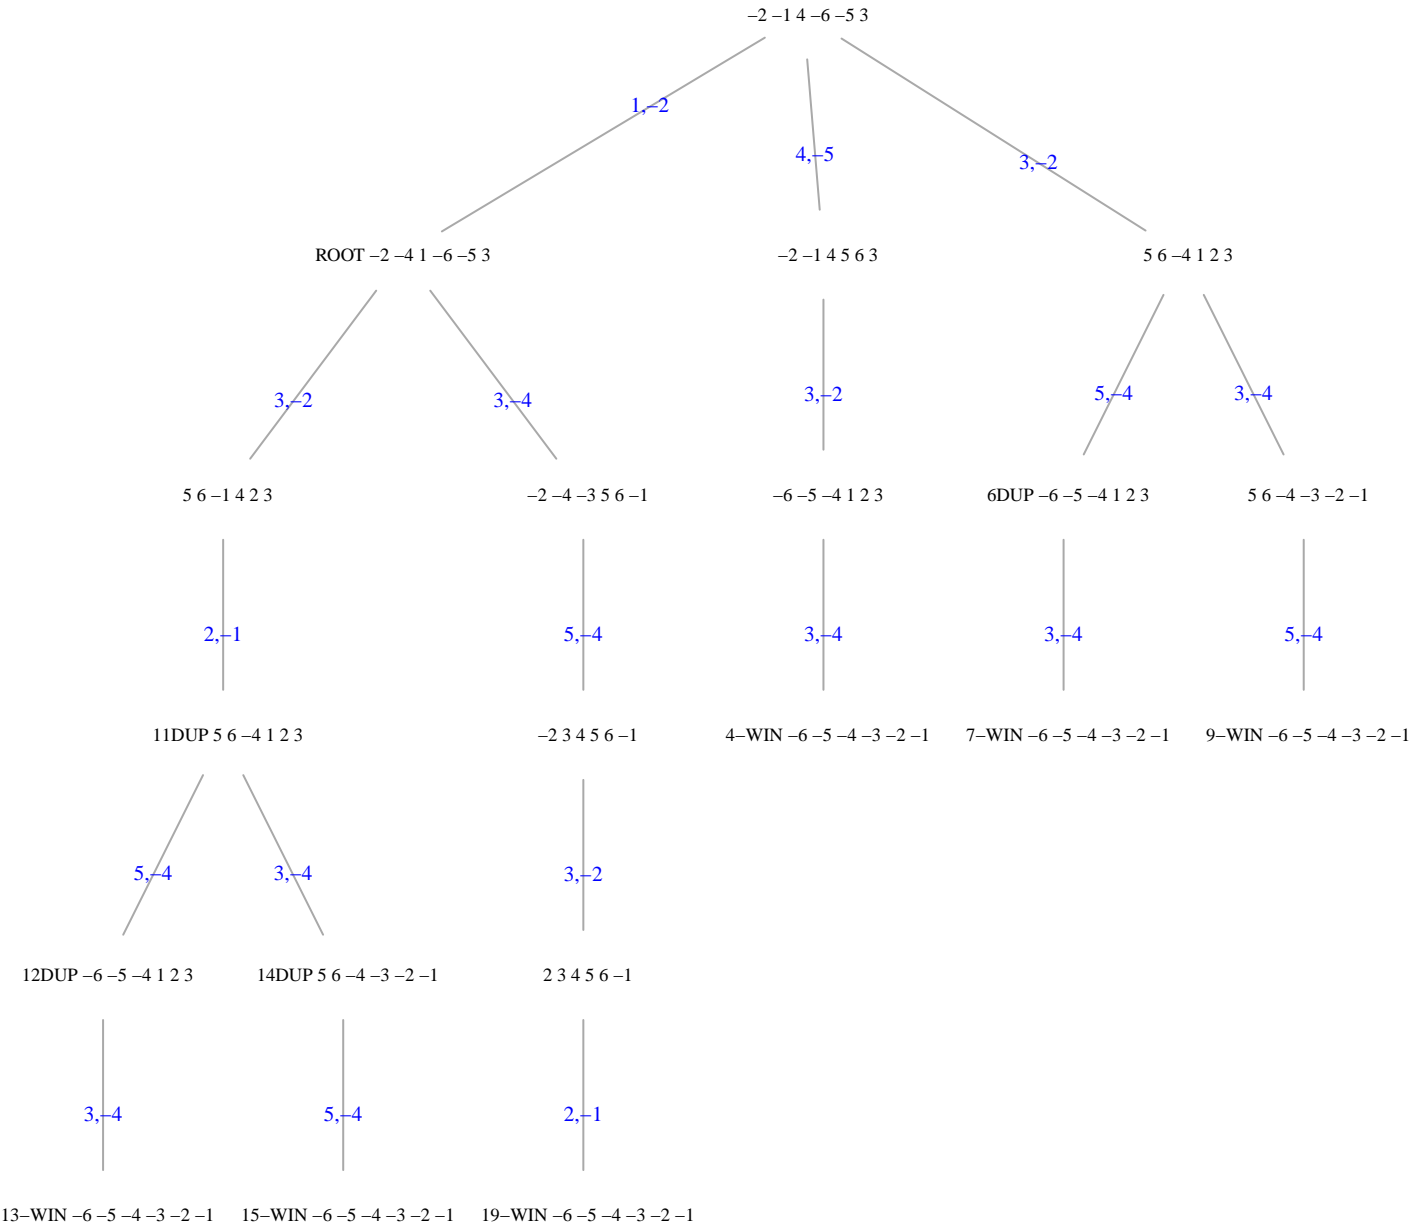 –2 –1 4 –6 –5 3
1,–2
4,–5
3,–2
ROOT –2 –4 1 –6 –5 3
–2 –1 4 5 6 3
5 6 –4 1 2 3
3,–2
3,–4
3,–2
5,–4
3,–4
5 6 –1 4 2 3
–2 –4 –3 5 6 –1
–6 –5 –4 1 2 3
6DUP –6 –5 –4 1 2 3
5 6 –4 –3 –2 –1
2,–1
5,–4
3,–4
3,–4
5,–4
11DUP 5 6 –4 1 2 3
–2 3 4 5 6 –1
4–WIN –6 –5 –4 –3 –2 –1
7–WIN –6 –5 –4 –3 –2 –1
9–WIN –6 –5 –4 –3 –2 –1
5,–4
3,–4
3,–2
12DUP –6 –5 –4 1 2 3
14DUP 5 6 –4 –3 –2 –1
2 3 4 5 6 –1
3,–4
5,–4
2,–1
13–WIN –6 –5 –4 –3 –2 –1
15–WIN –6 –5 –4 –3 –2 –1
19–WIN –6 –5 –4 –3 –2 –1